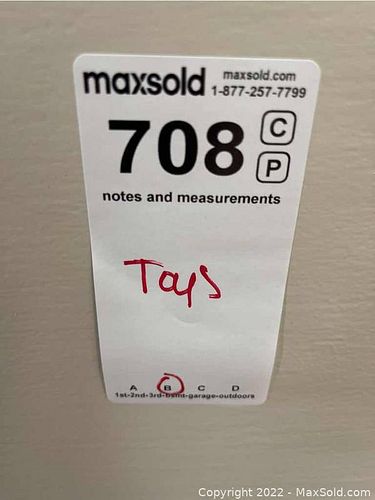 maxsold maxsold.com
1-877-257-7799
708 C
P
notes and measurements
Toys
A B C D
1st-2nd-3rd-bsmt-garage-outdoors
Copyright 2022 - MaxSold.com